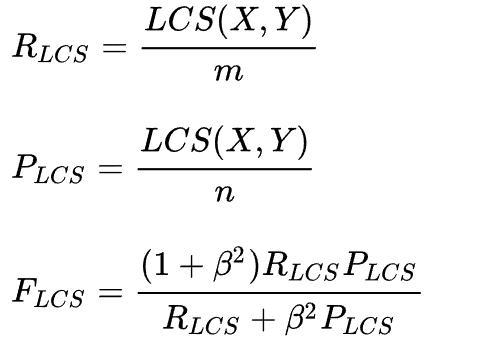 R_{LCS} = \frac{LCS(X, Y)}{m}
P_{LCS} = \frac{LCS(X, Y)}{n}
F_{LCS} = \frac{(1 + \beta^2) R_{LCS} P_{LCS}}{R_{LCS} + \beta^2 P_{LCS}}